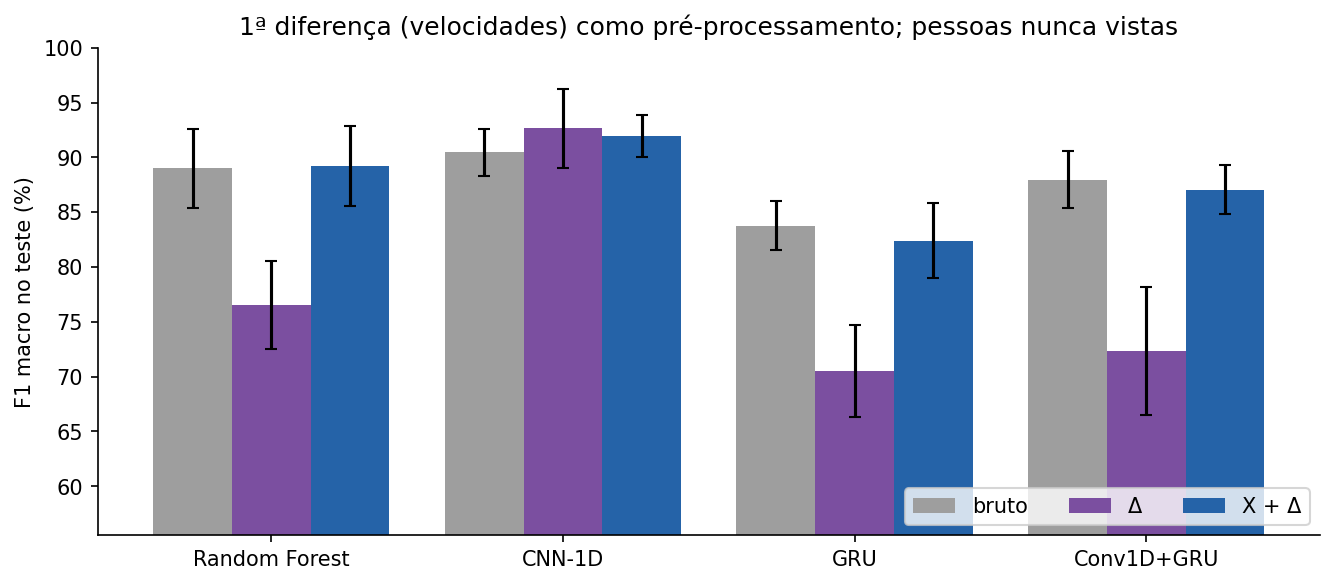 1ª diferença (velocidades) como pré-processamento; pessoas nunca vistas
F1 macro no teste (%)
100
95
90
85
80
75
70
65
60
bruto Δ X + Δ
Random Forest CNN-1D GRU Conv1D+GRU